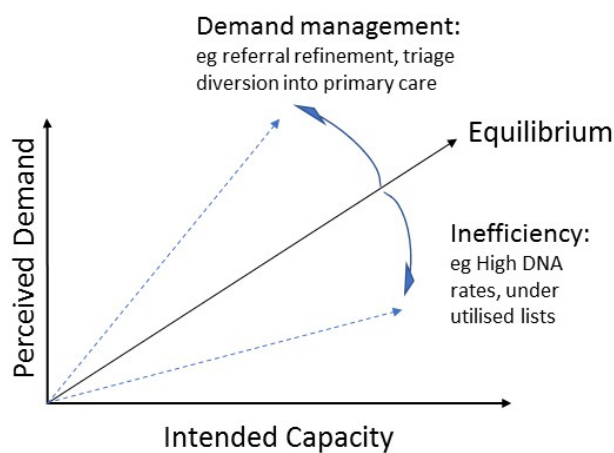 Demand management:
eg referral refinement, triage
diversion into primary care
Equilibrium
Perceived Demand
Inefficiency:
eg High DNA
rates, under
utilised lists
Intended Capacity